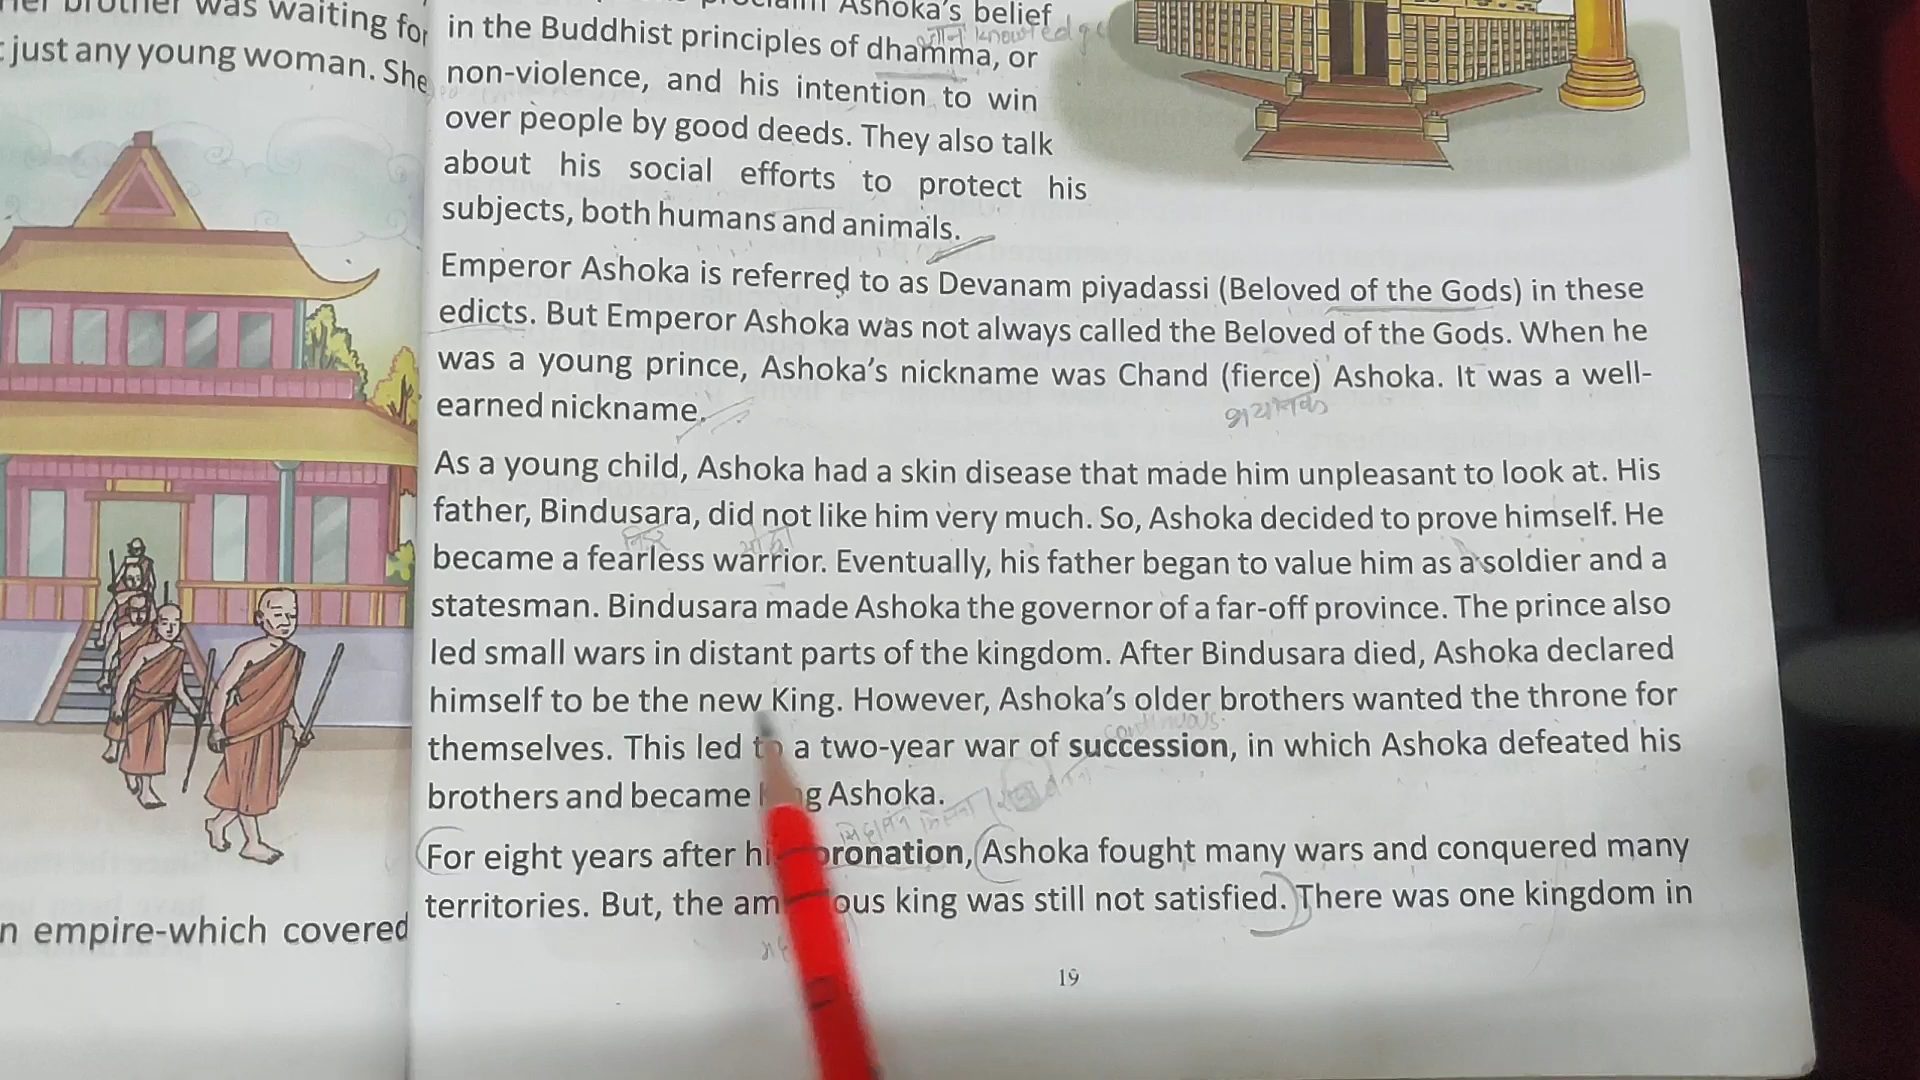 her brother was waiting for
just any young woman. She
n empire-which covered
Ashoka's belief
in the Buddhist principles of dhamma, or
ज्ञान knowledge
non-violence, and his intention to win
over people by good deeds. They also talk
about his social efforts to protect his
subjects, both humans and animals.
Emperor Ashoka is referred to as Devanam piyadassi (Beloved of the Gods) in these
edicts. But Emperor Ashoka was not always called the Beloved of the Gods. When he
was a young prince, Ashoka's nickname was Chand (fierce) Ashoka. It was a well-
earned nickname.
भयानक
As a young child, Ashoka had a skin disease that made him unpleasant to look at. His
father, Bindusara, did not like him very much. So, Ashoka decided to prove himself. He
निडर योद्धा
became a fearless warrior. Eventually, his father began to value him as a soldier and a
statesman. Bindusara made Ashoka the governor of a far-off province. The prince also
led small wars in distant parts of the kingdom. After Bindusara died, Ashoka declared
himself to be the new King. However, Ashoka's older brothers wanted the throne for
continuous
themselves. This led to a two-year war of succession, in which Ashoka defeated his
brothers and became Ashoka.
For eight years after ronation, Ashoka fought many wars and conquered many
territories. But, the am ous king was still not satisfied. There was one kingdom in
19